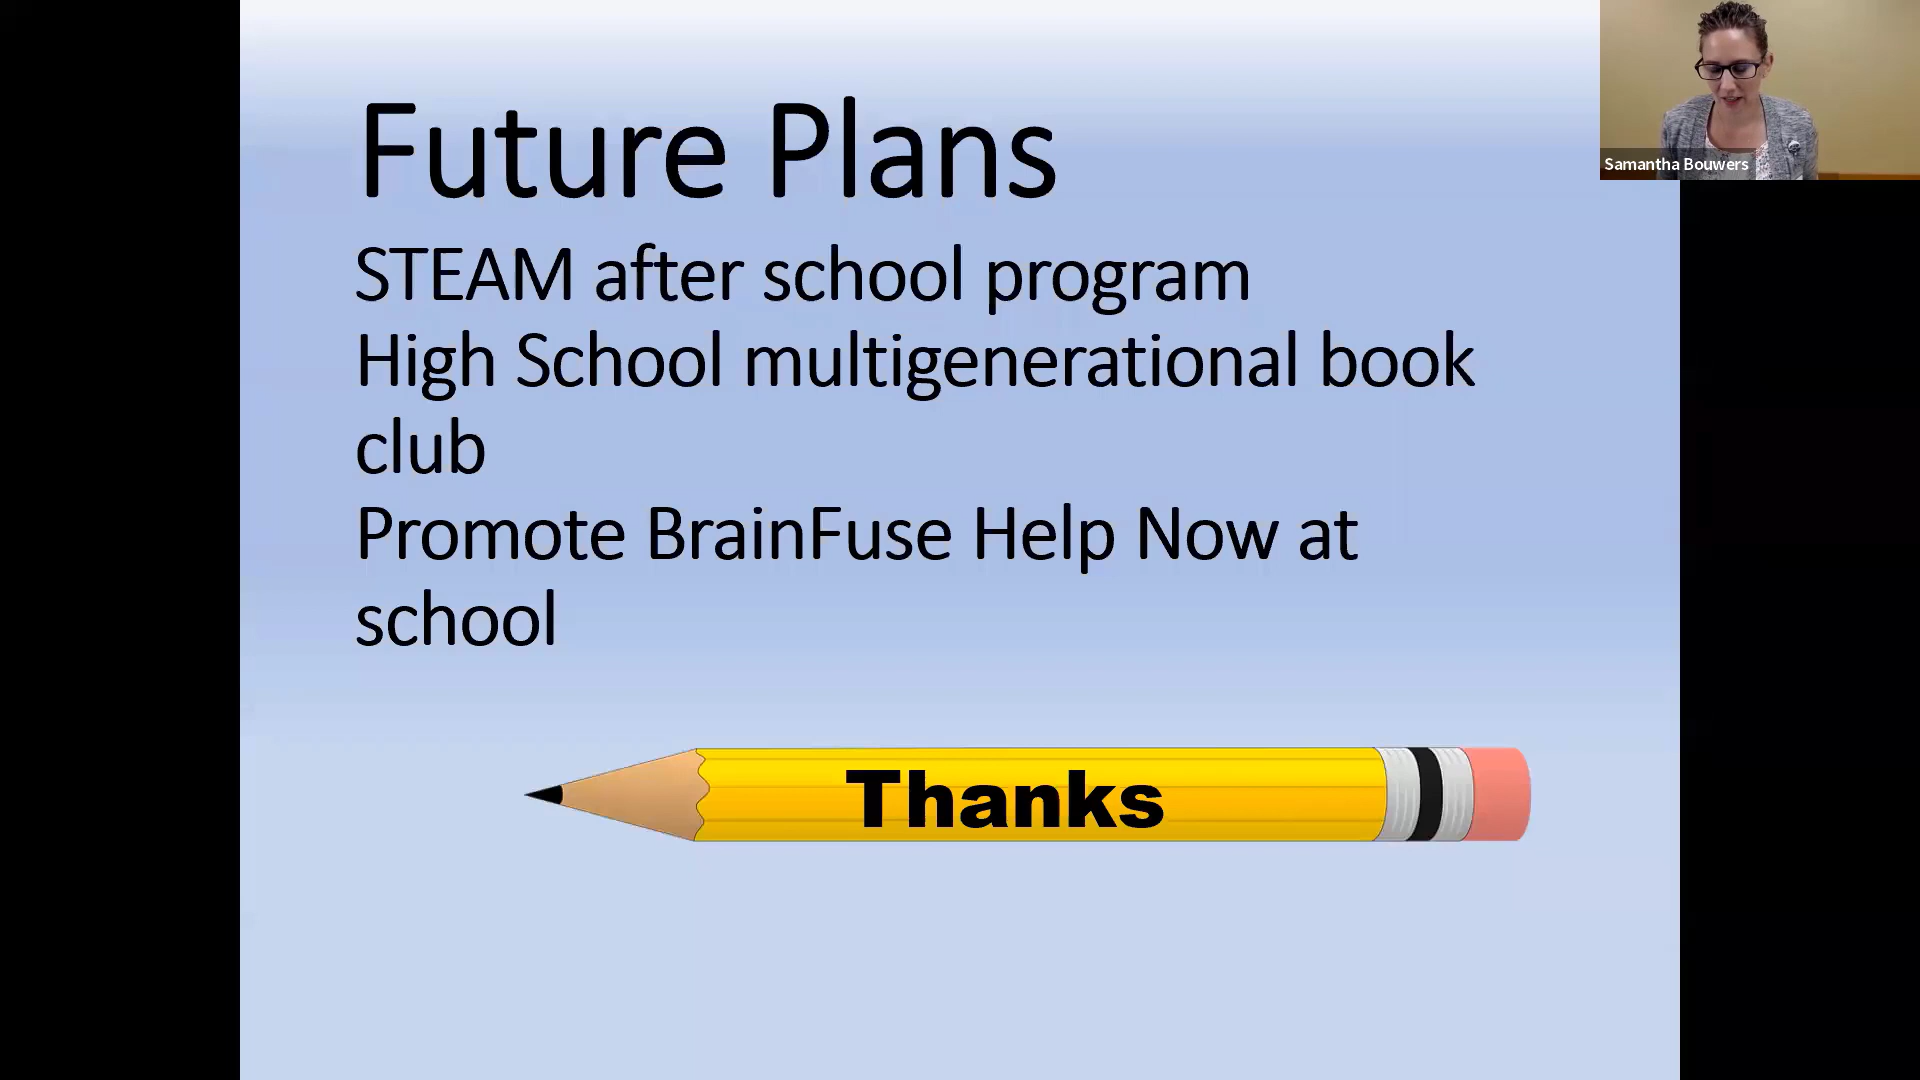 Future Plans
STEAM after school program
High School multigenerational book
club
Promote BrainFuse Help Now at
school
Thanks
Samantha Bouwers